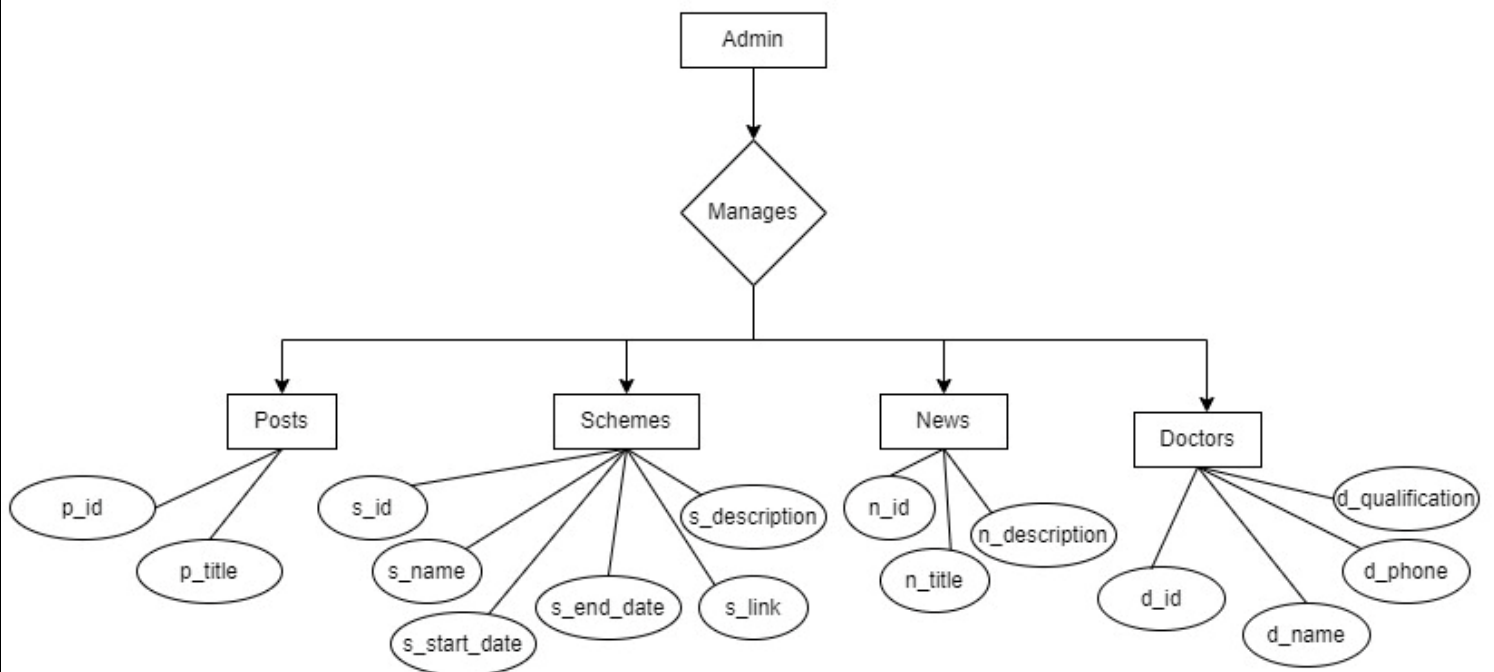 Admin
Manages
Posts
Schemes
News
Doctors
p_id
p_title
s_id
s_name
s_start_date
s_end_date
s_link
s_description
n_id
n_title
n_description
d_id
d_name
d_phone
d_qualification